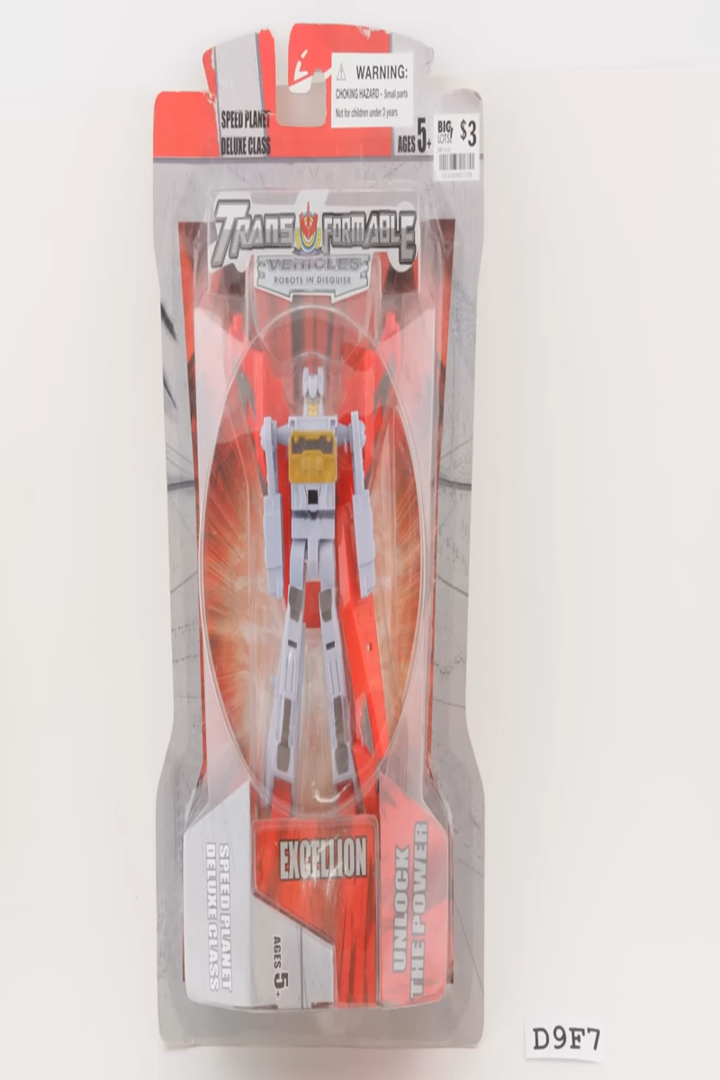 WARNING:
CHOKING HAZARD - Small parts
Not for children under 3 years
SPEED PLANET
DELUXE CLASS
AGES 5+
BIG LOTS $3
TRANSFORMABLE
VEHICLES
ROBOTS IN DISGUISE
EXCELLION
SPEED PLANET
DELUXE CLASS
AGES 5+
UNLOCK
THE POWER
D9F7